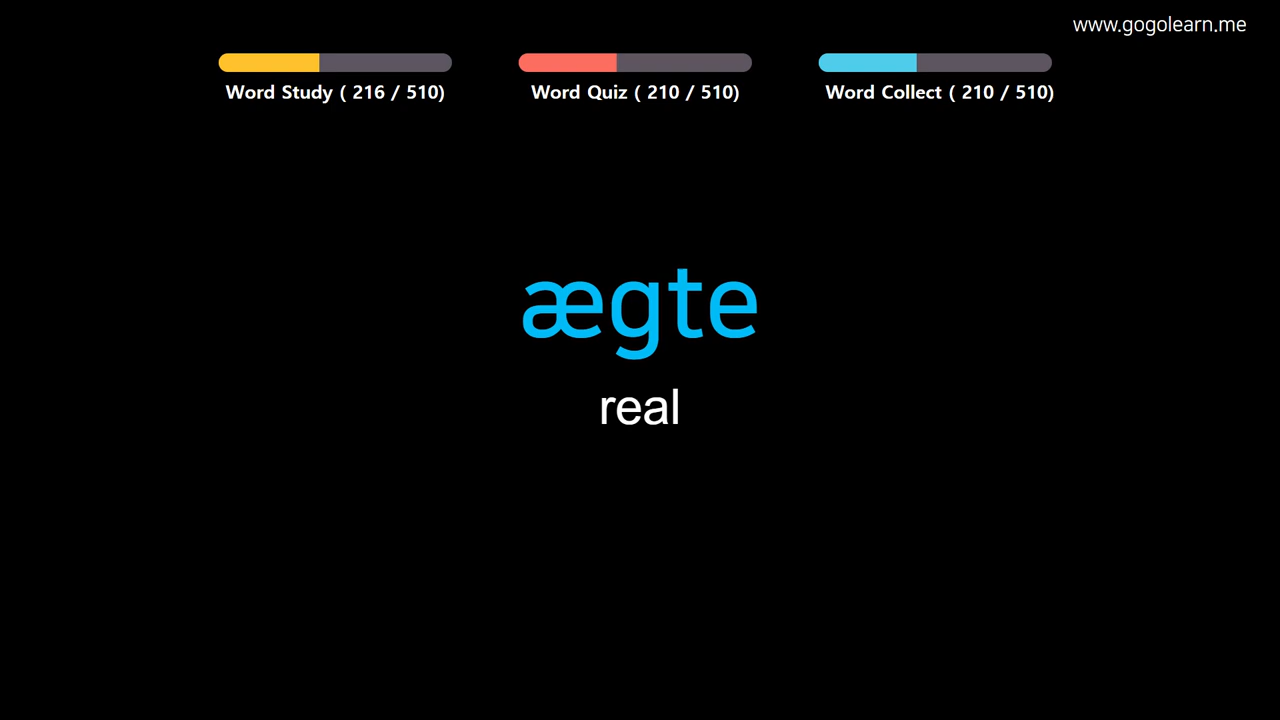 www.gogolearn.me
Word Study ( 216 / 510)
Word Quiz ( 210 / 510)
Word Collect ( 210 / 510)
ægte
real